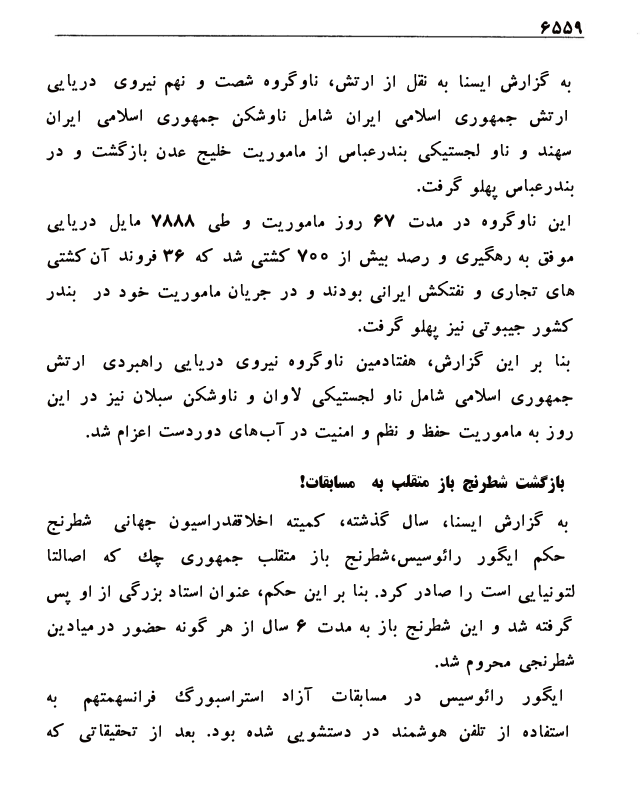 ۶۵۵۹
به گزارش ایسنا به نقل از ارتش، ناوگروه شصت و نهم نیروی دریایی
ارتش جمهوری اسلامی ایران شامل ناوشکن جمهوری اسلامی ایران
سهند و ناو لجستیکی بندرعباس از ماموریت خلیج عدن بازگشت و در
بندرعباس پهلو گرفت.
این ناوگروه در مدت ۶۷ روز ماموریت و طی ۷۸۸۸ مایل دریایی
موفق به رهگیری و رصد بیش از ۷۰۰ کشتی شد که ۳۶ فروند آن کشتی
های تجاری و نفتکش ایرانی بودند و در جریان ماموریت خود در بندر
کشور جیبوتی نیز پهلو گرفت.
بنا بر این گزارش، هفتادمین ناوگروه نیروی دریایی راهبردی ارتش
جمهوری اسلامی شامل ناو لجستیکی لاوان و ناوشکن سبلان نیز در این
روز به ماموریت حفظ و نظم و امنیت در آب‌های دوردست اعزام شد.
بازگشت شطرنج باز متقلب به مسابقات!
به گزارش ایسنا، سال گذشته، کمیته اخلاقفدراسیون جهانی شطرنج
حکم ایگور رائوسیس،شطرنج باز متقلب جمهوری چك که اصالتا
لتونیایی است را صادر کرد. بنا بر این حکم، عنوان استاد بزرگی از او پس
گرفته شد و این شطرنج باز به مدت ۶ سال از هر گونه حضور در میادین
شطرنجی محروم شد.
ایگور رائوسیس در مسابقات آزاد استراسبورگ فرانسهمتهم به
استفاده از تلفن هوشمند در دستشویی شده بود. بعد از تحقیقاتی که